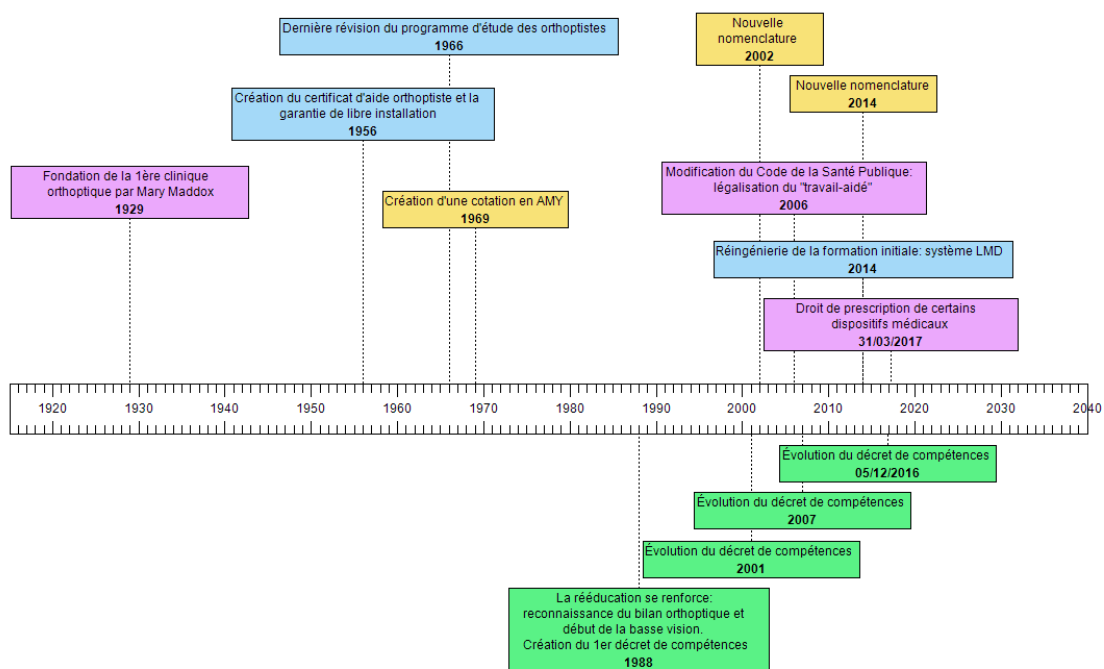 Dernière révision du programme d'étude des orthoptistes
1966
Nouvelle
nomenclature
2002
Nouvelle nomenclature
2014
Création du certificat d'aide orthoptiste et la
garantie de libre installation
1956
Fondation de la 1ère clinique
orthoptique par Mary Maddox
1929
Création d'une cotation en AMY
1969
Modification du Code de la Santé Publique:
légalisation du "travail-aidé"
2006
Réingénierie de la formation initiale: système LMD
2014
Droit de prescription de certains
dispositifs médicaux
31/03/2017
1920 1930 1940 1950 1960 1970 1980 1990 2000 2010 2020 2030 2040
Évolution du décret de compétences
05/12/2016
Évolution du décret de compétences
2007
Évolution du décret de compétences
2001
La rééducation se renforce:
reconnaissance du bilan orthoptique et
début de la basse vision.
Création du 1er décret de compétences
1988